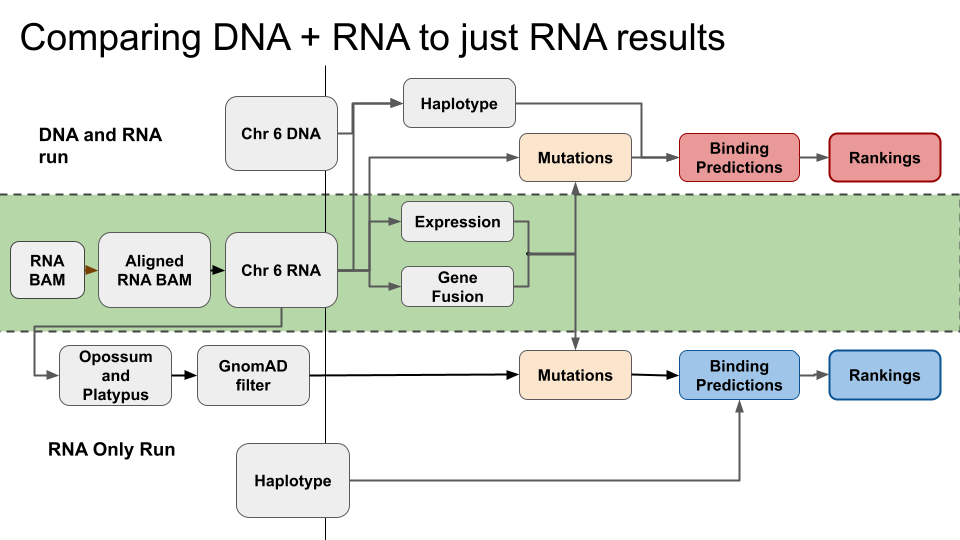 Comparing DNA + RNA to just RNA results
DNA and RNA
run
Chr 6 DNA
Haplotype
Mutations
Binding
Predictions
Rankings
RNA
BAM
Aligned
RNA BAM
Chr 6 RNA
Expression
Gene
Fusion
Opossum
and
Platypus
GnomAD
filter
Mutations
Binding
Predictions
Rankings
RNA Only Run
Haplotype